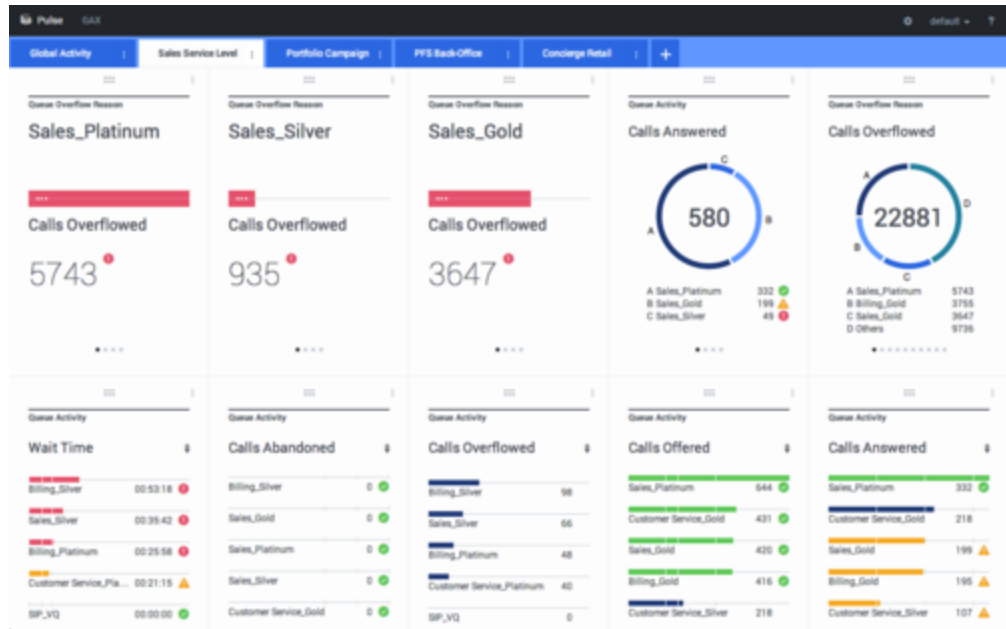 Pulse GAX default ?
Global Activity Sales Service Level Portfolio Campaign PFS Back-Office Concierge Retail +
Queue Overflow Reason
Sales_Platinum
Calls Overflowed
5743
Queue Overflow Reason
Sales_Silver
Calls Overflowed
935
Queue Overflow Reason
Sales_Gold
Calls Overflowed
3647
Queue Activity
Calls Answered
C
580
A
B
A Sales_Platinum 332
B Sales_Gold 199
C Sales_Silver 49
Queue Overflow Reason
Calls Overflowed
A
22881
D
B
C
A Sales_Platinum 5743
B Billing_Gold 3755
C Sales_Gold 3647
D Others 9736
Queue Activity
Wait Time
Billing_Silver 00:53:18
Sales_Silver 00:35:42
Billing_Platinum 00:25:58
Customer Service_Pla... 00:21:15
SIP_VQ 00:00:00
Queue Activity
Calls Abandoned
Billing_Silver 0
Sales_Gold 0
Sales_Platinum 0
Sales_Silver 0
Customer Service_Gold 0
Queue Activity
Calls Overflowed
Billing_Silver 98
Sales_Silver 66
Billing_Platinum 48
Customer Service_Platinum 40
SIP_VQ 0
Queue Activity
Calls Offered
Sales_Platinum 644
Customer Service_Gold 431
Sales_Gold 420
Billing_Gold 416
Customer Service_Silver 218
Queue Activity
Calls Answered
Sales_Platinum 332
Customer Service_Gold 218
Sales_Gold 199
Billing_Gold 195
Customer Service_Silver 107